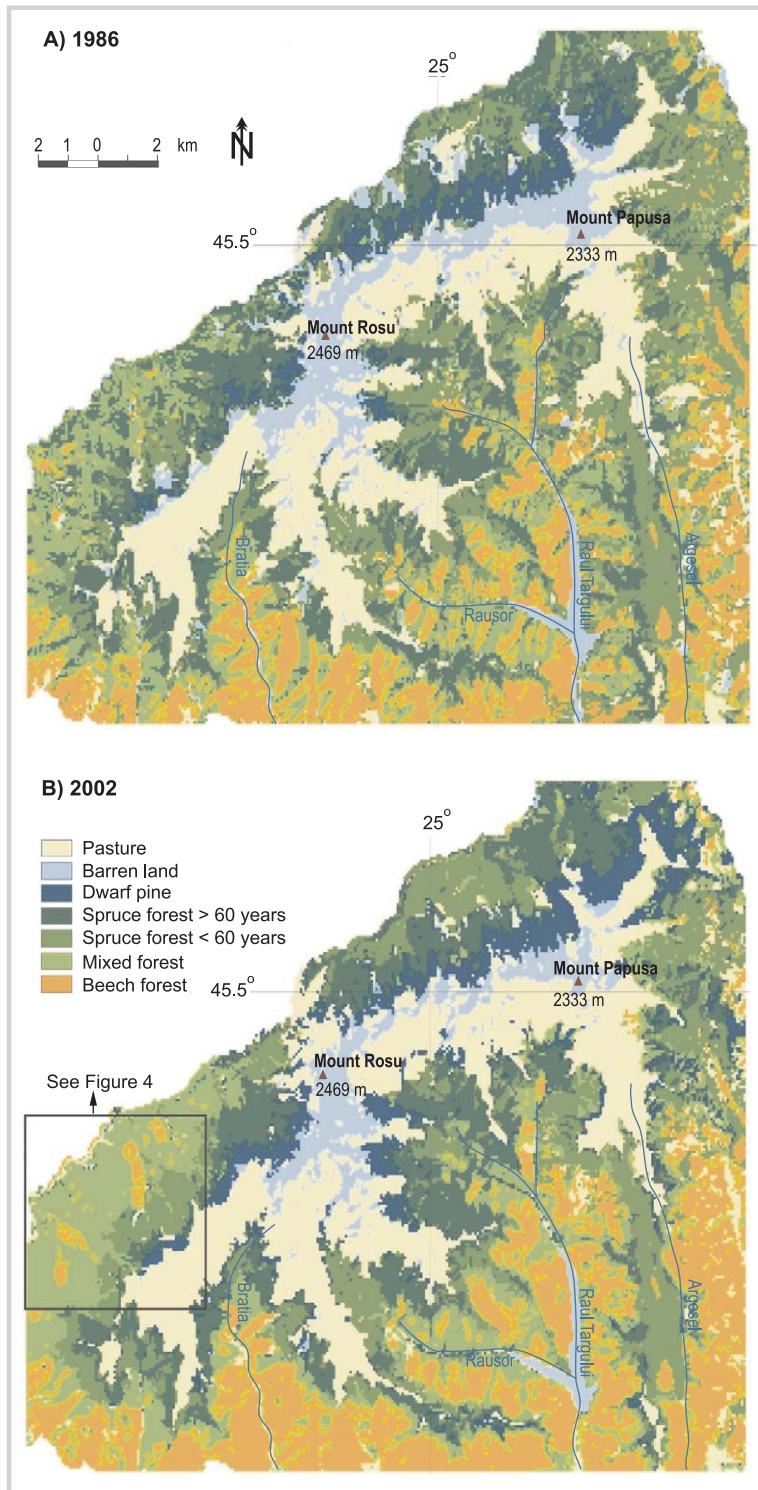 A) 1986
25°
2 1 0 2 km
N
Mount Papusa
45.5°
2333 m
Mount Rosu
2469 m
Bratia
Raul Targului
Argesel
Rausor
B) 2002
25°
Pasture
Barren land
Dwarf pine
Spruce forest > 60 years
Spruce forest < 60 years
Mixed forest
Beech forest
Mount Papusa
45.5°
2333 m
Mount Rosu
See Figure 4
2469 m
Bratia
Raul Targului
Argesel
Rausor